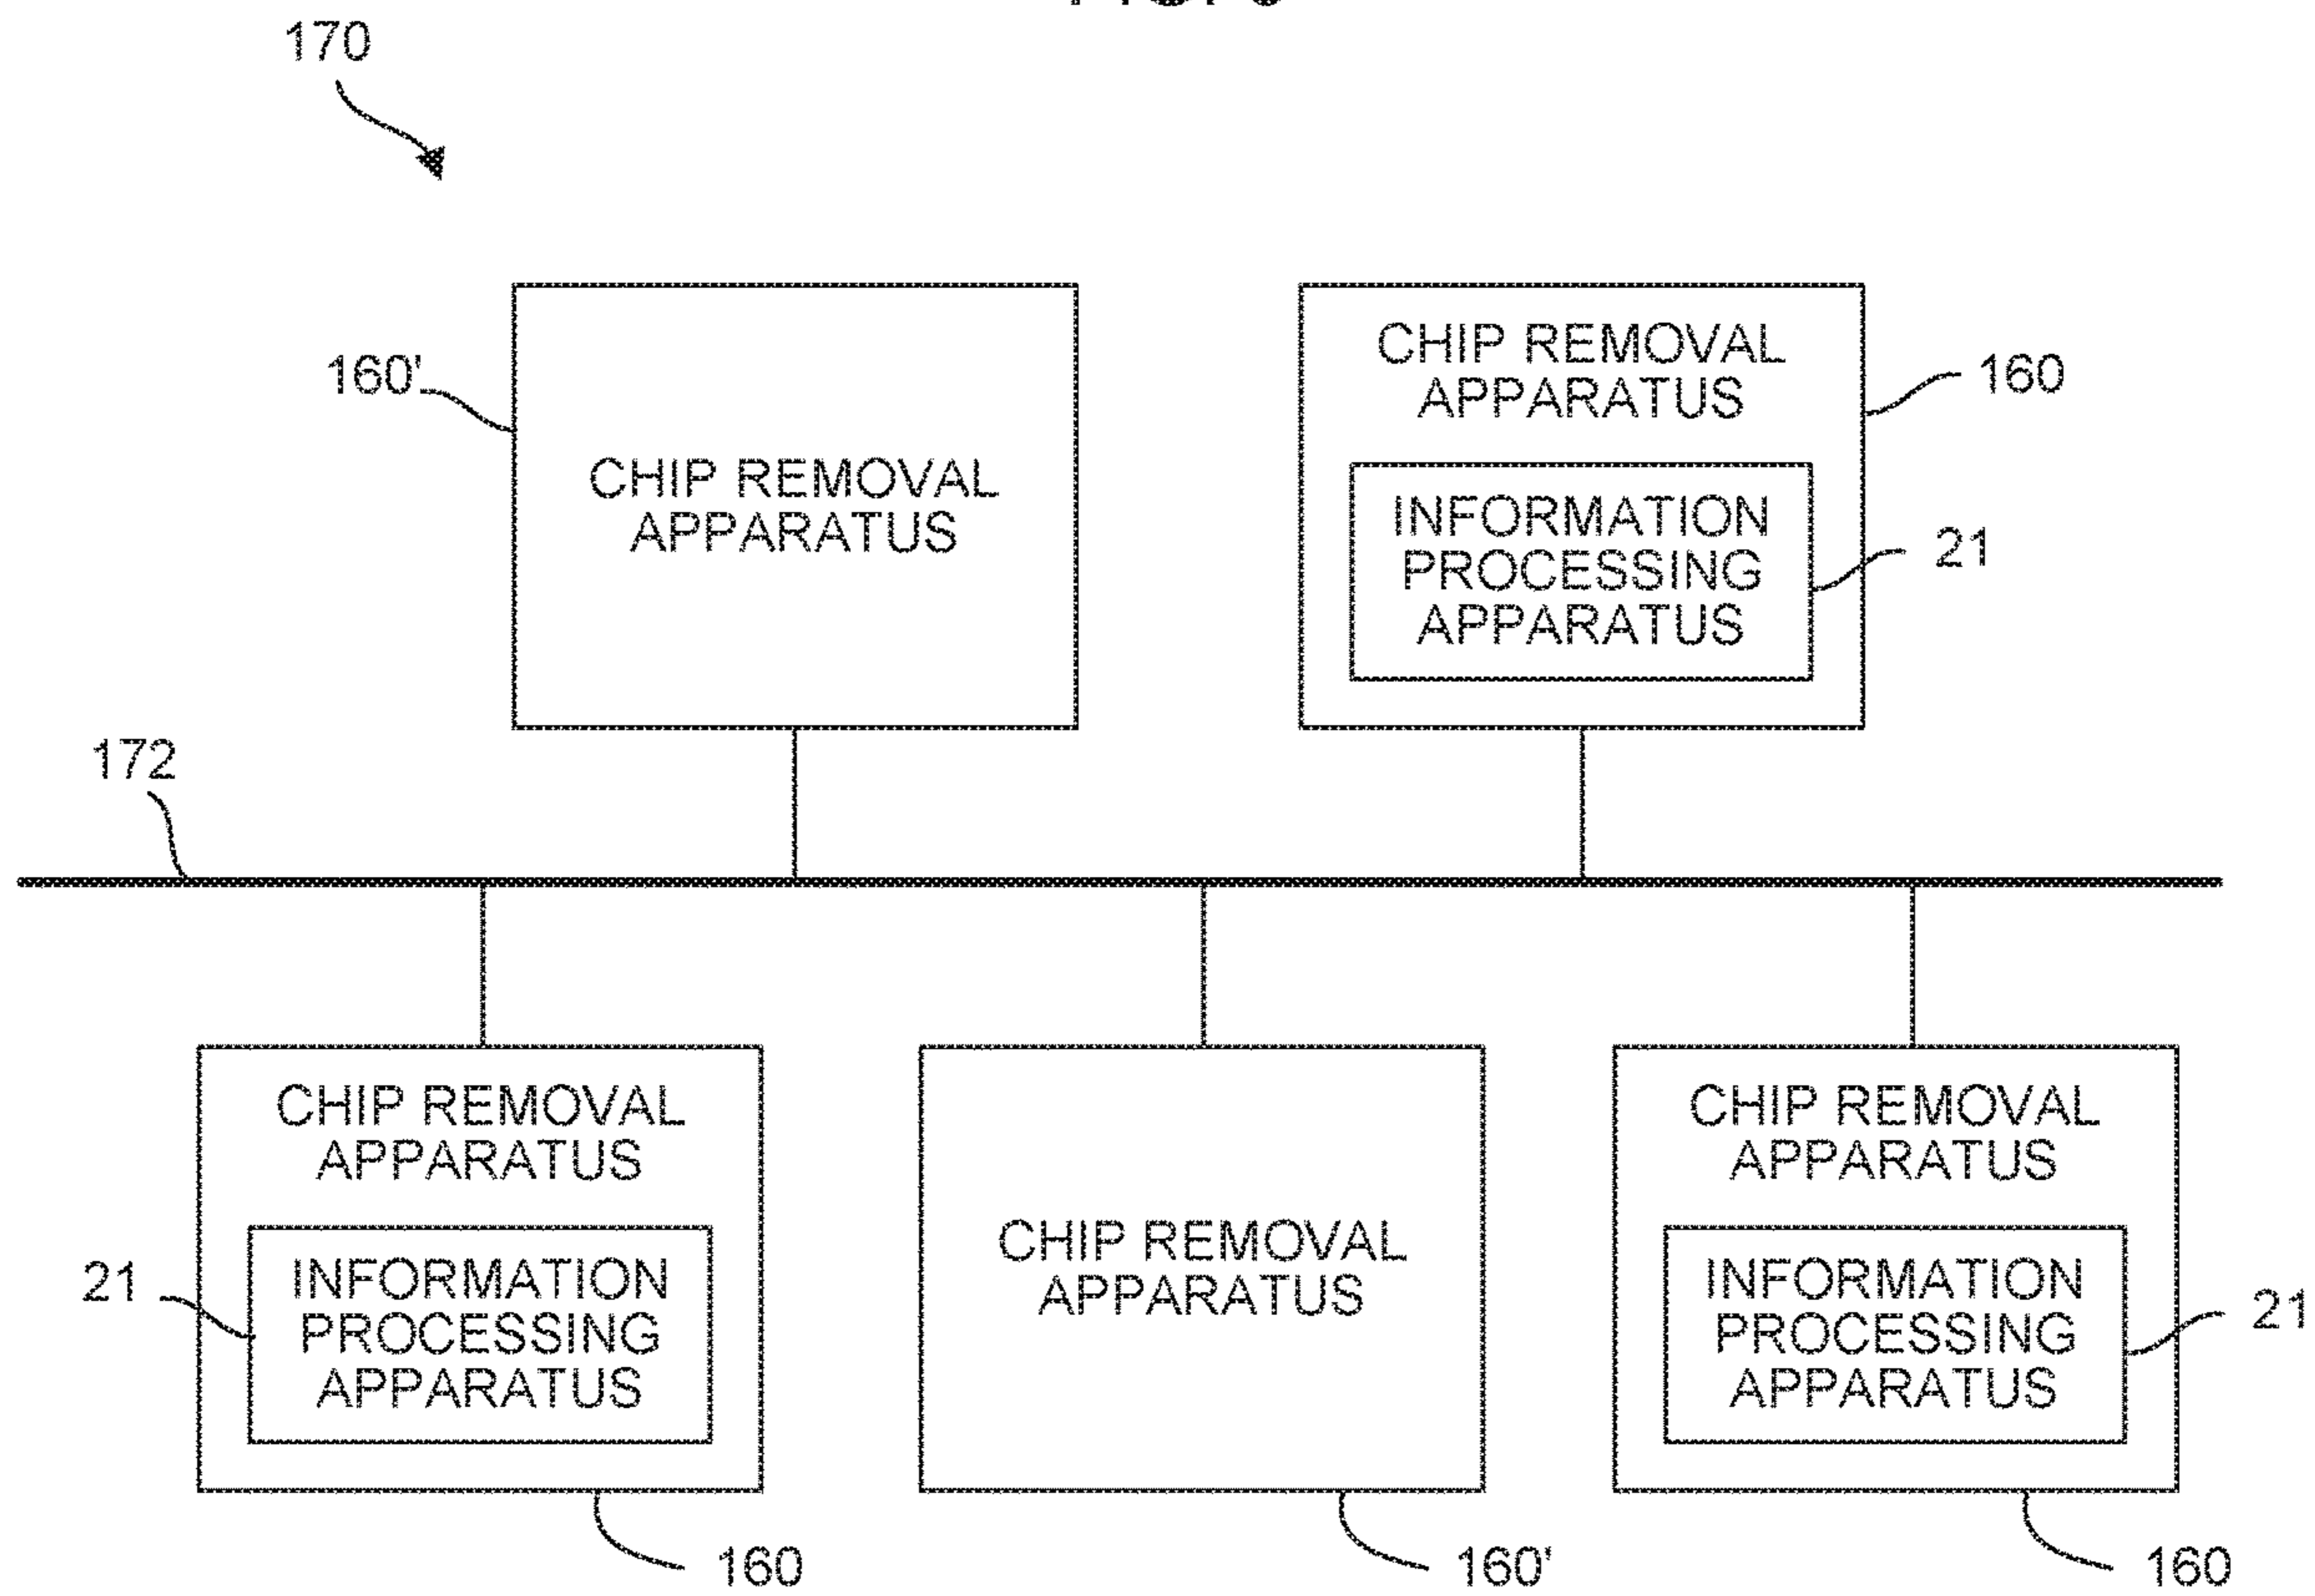 170
CHIP REMOVAL
APPARATUS
160'
CHIP REMOVAL
APPARATUS
160
INFORMATION
PROCESSING
APPARATUS
21
172
CHIP REMOVAL
APPARATUS
INFORMATION
PROCESSING
APPARATUS
21
160
CHIP REMOVAL
APPARATUS
160'
CHIP REMOVAL
APPARATUS
INFORMATION
PROCESSING
APPARATUS
21
160